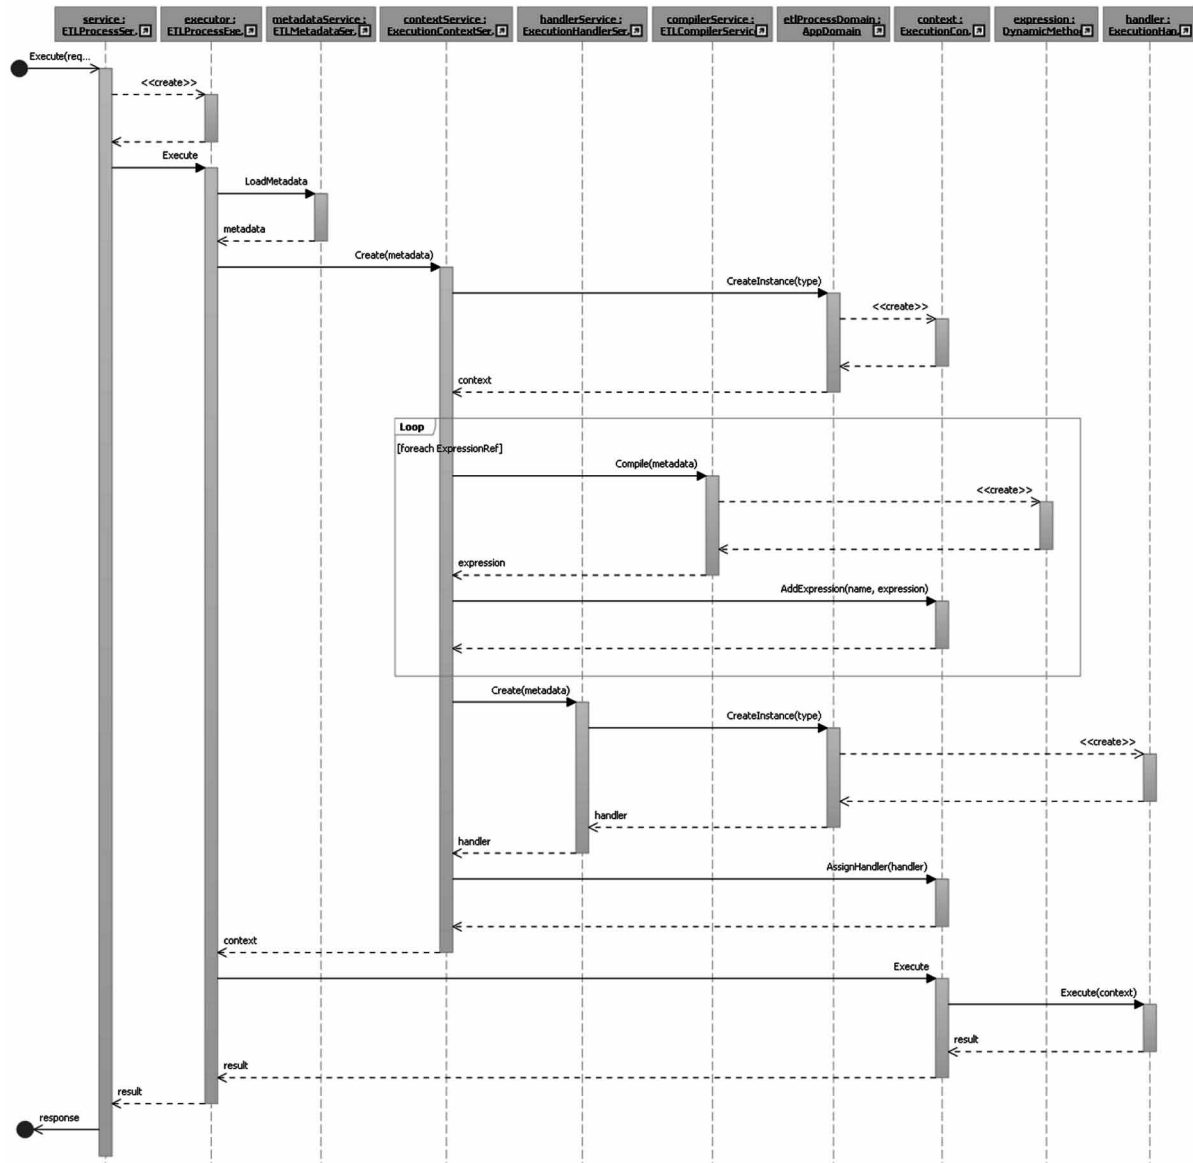 service :
ETLProcessSer.
executor :
ETLProcessExe.
metadataService :
ETLMetadataSer.
contextService :
ExecutionContextSer.
handlerService :
ExecutionHandlerSer.
compilerService :
ETLCompilerService
etlProcessDomain :
AppDomain
context :
ExecutionCon.
expression :
DynamicMetho
handler :
ExecutionHan.
Execute(req...
<<create>>
Execute
LoadMetadata
metadata
Create(metadata)
CreateInstance(type)
<<create>>
context
Loop
[foreach ExpressionRef]
Compile(metadata)
<<create>>
expression
AddExpression(name, expression)
Create(metadata)
CreateInstance(type)
<<create>>
handler
handler
AssignHandler(handler)
context
Execute
Execute(context)
result
result
result
response